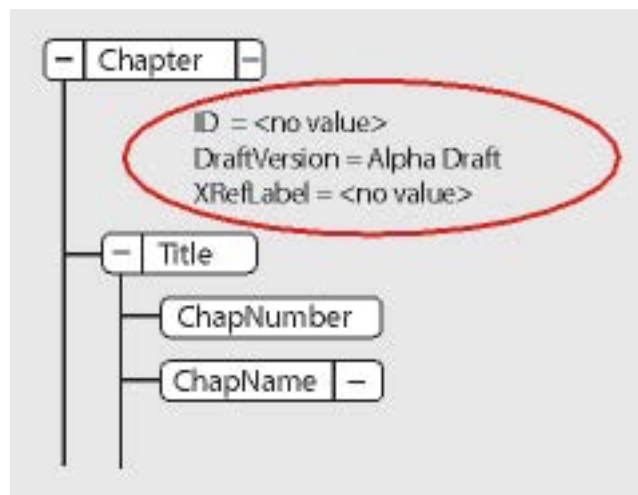 Chapter
ID = <no value>
DraftVersion = Alpha Draft
XRefLabel = <no value>
Title
ChapNumber
ChapName